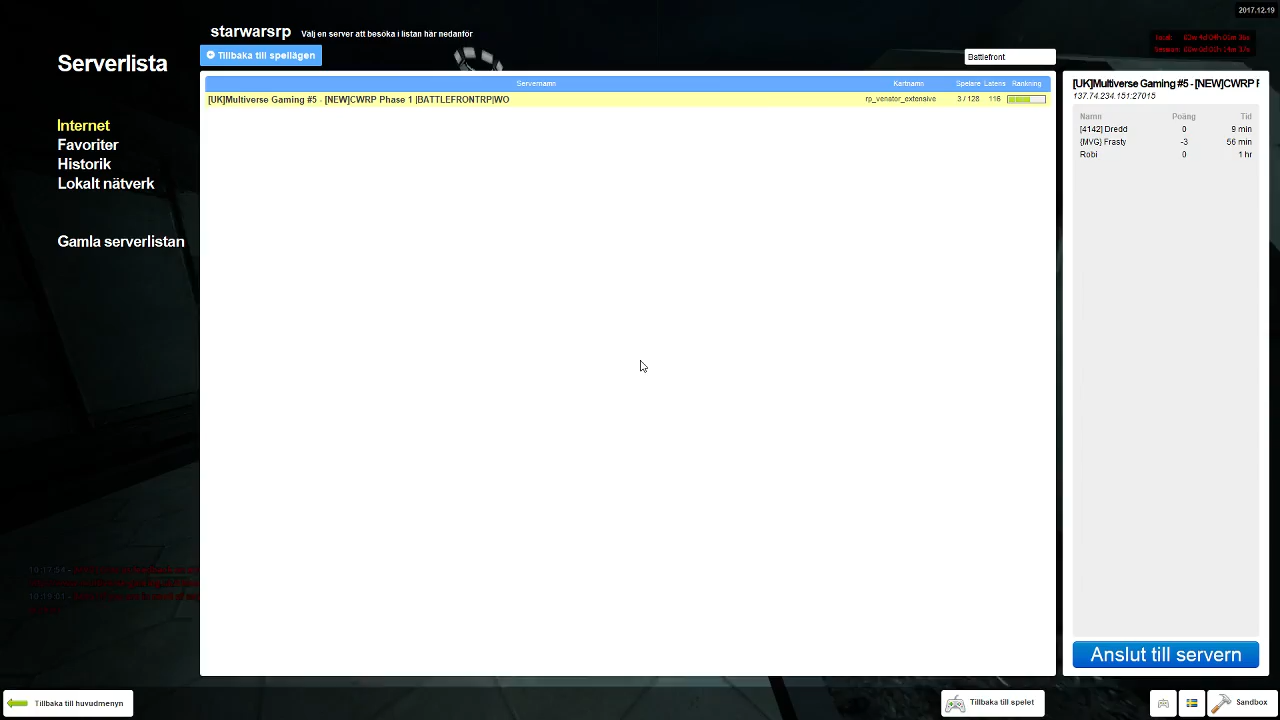 2017.12.19
starwarsrp Välj en server att besöka i listan här nedanför
Serverlista
Tillbaka till spellägen
Battlefront
Servernamn Kartnamn Spelare Latens Rankning
[UK]Multiverse Gaming #5 - [NEW]CWRP Phase 1 |BATTLEFRONTRP|WO rp_venator_extensive 3 / 128 116
Internet
Favoriter
Historik
Lokalt nätverk
Gamla serverlistan
[UK]Multiverse Gaming #5 - [NEW]CWRP F
137.74.234.151:27015
Namn Poäng Tid
[4142] Dredd 0 9 min
{MVG} Frasty -3 56 min
Robi 0 1 hr
Anslut till servern
Tillbaka till huvudmenyn
Tillbaka till spelet
Sandbox